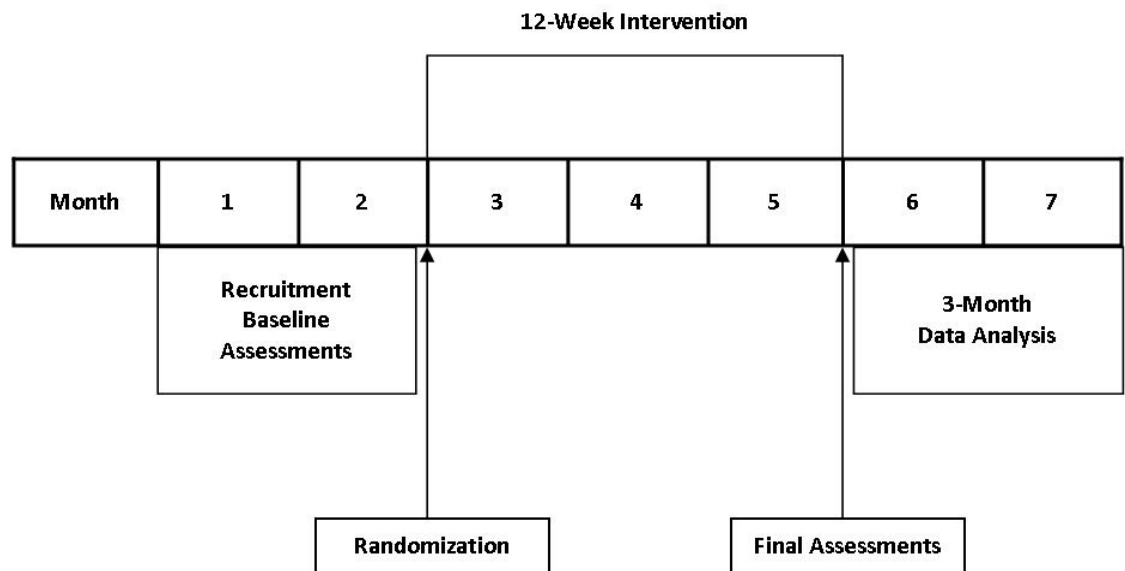 12-Week Intervention
Month 1 2 3 4 5 6 7
Recruitment
Baseline
Assessments
3-Month
Data Analysis
Randomization
Final Assessments